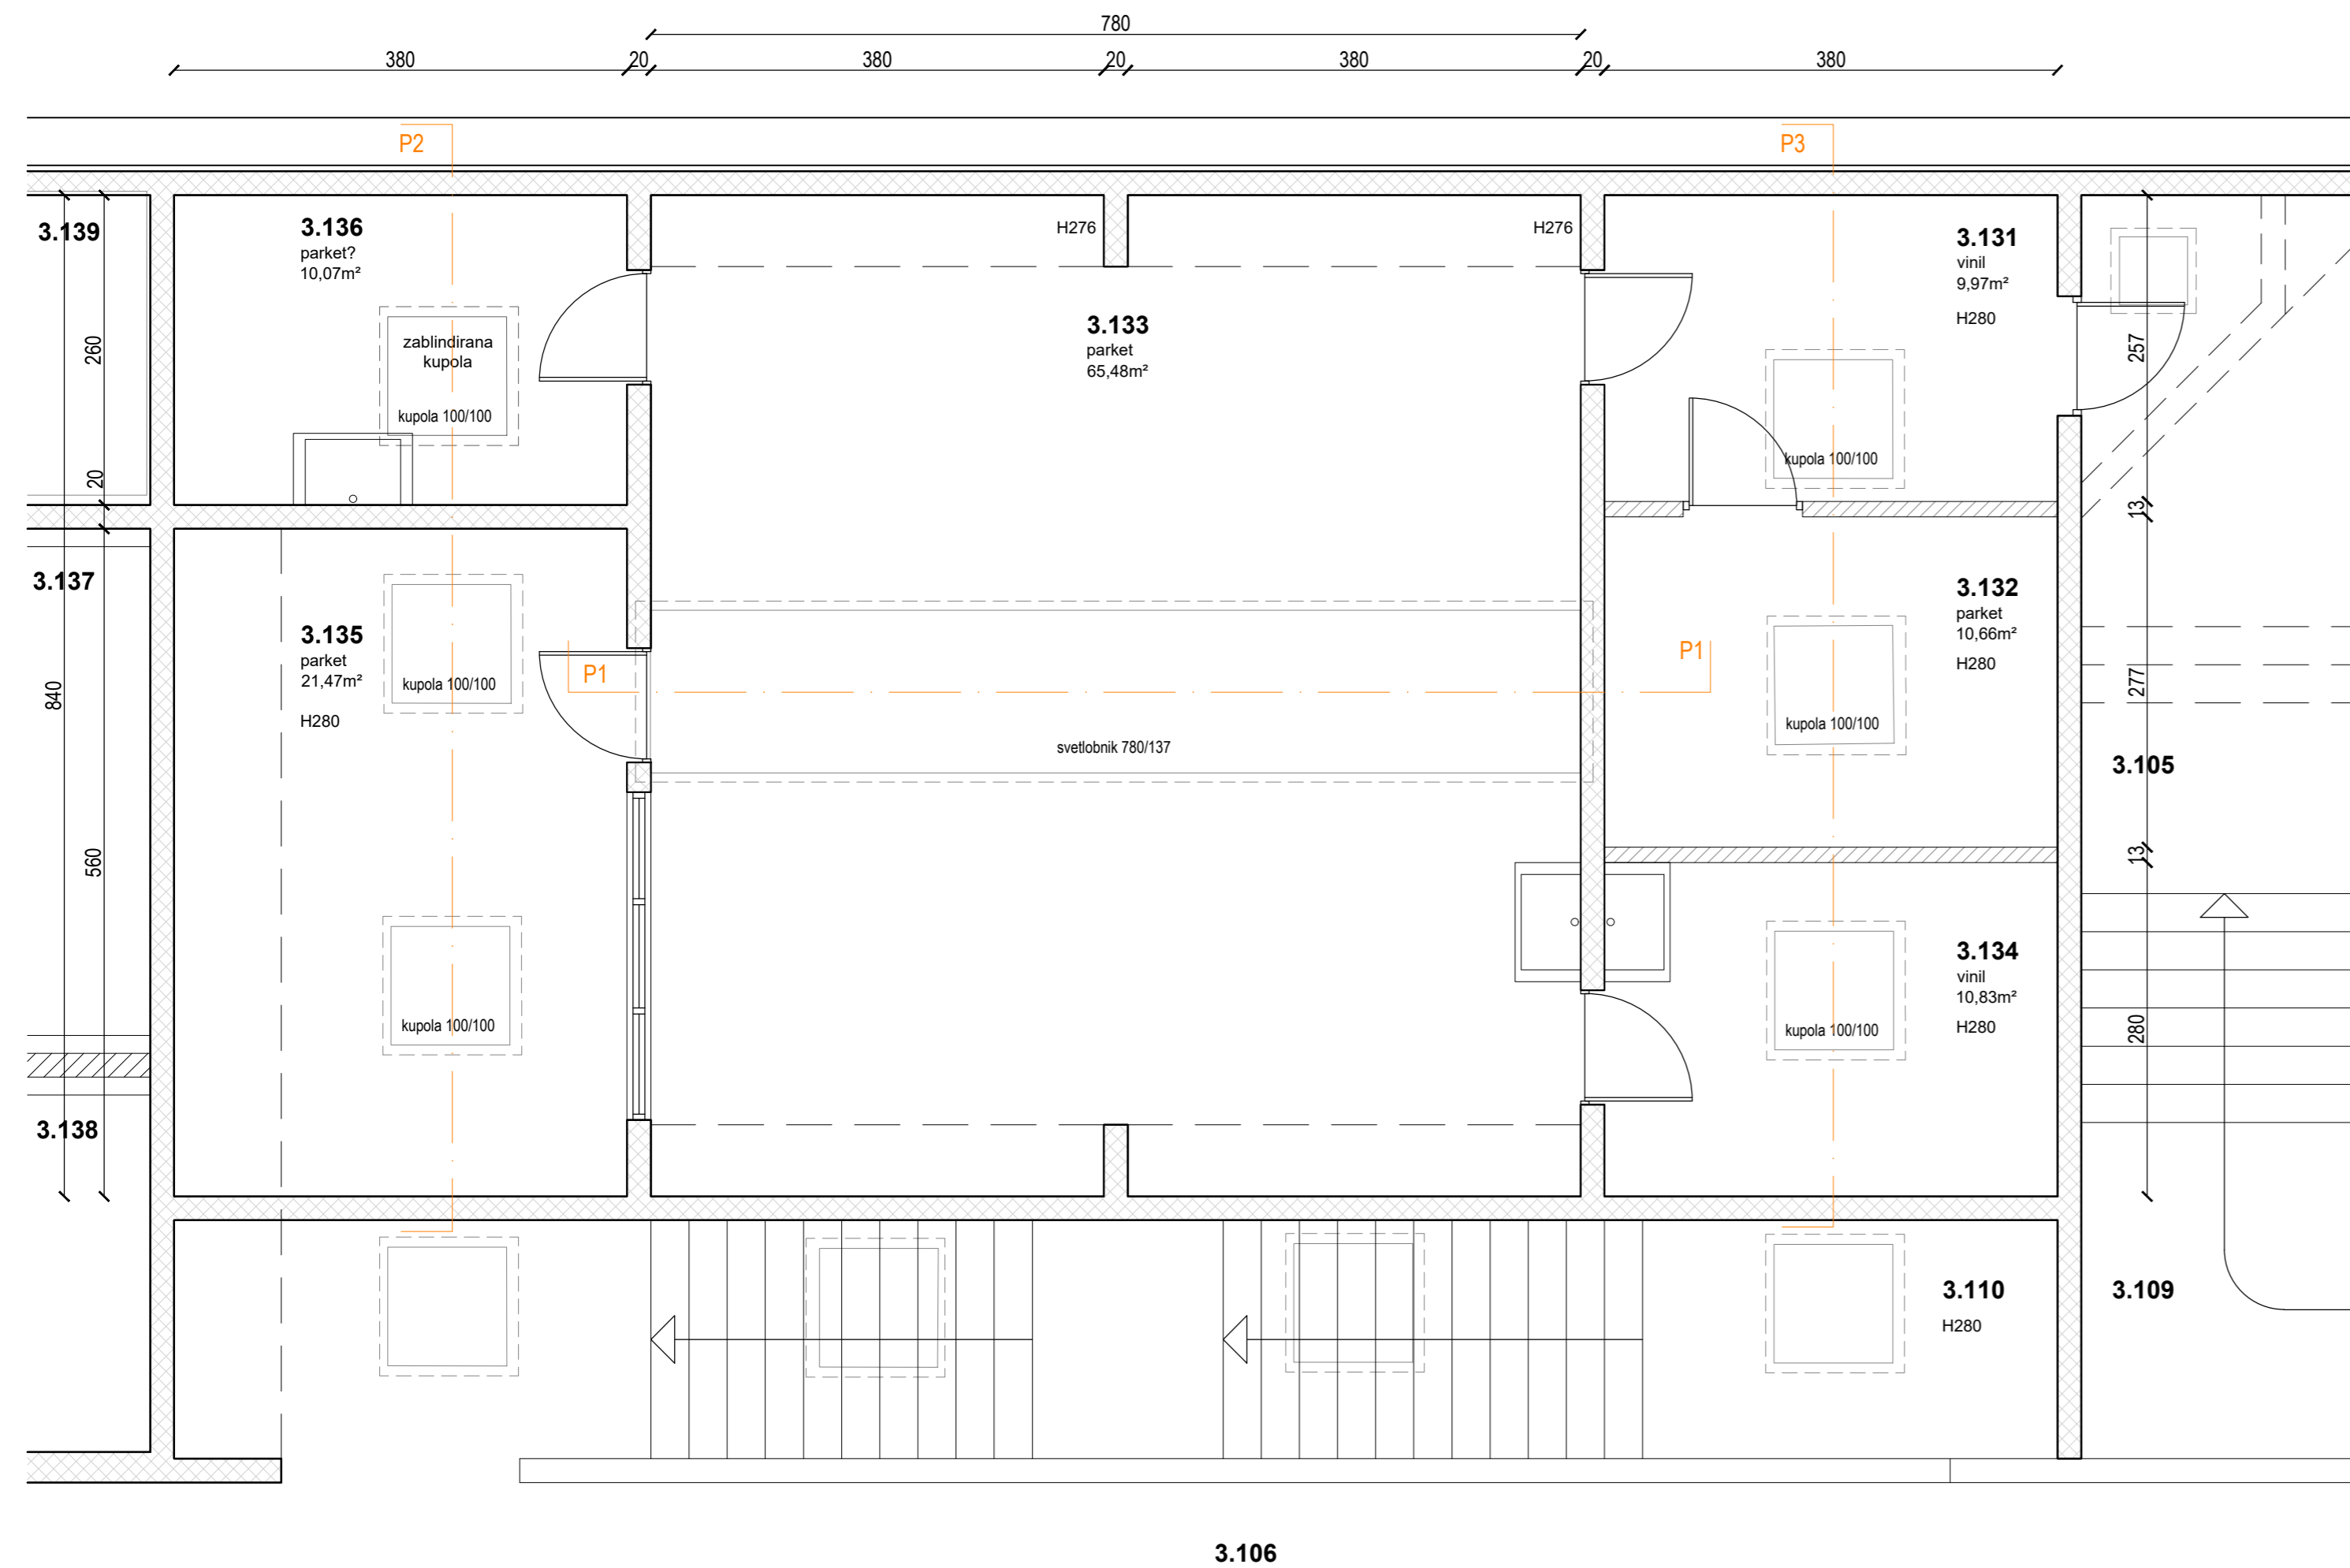 780
380
20
380
20
380
20
380
P2
P3
3.139
3.136
parket?
10,07m²
zablindirana
kupola
kupola 100/100
H276
H276
3.133
parket
65,48m²
3.131
vinil
9,97m²
H280
kupola 100/100
260
20
840
560
257
13
277
13
280
3.137
3.135
parket
21,47m²
H280
kupola 100/100
P1
P1
svetlobnik 780/137
3.132
parket
10,66m²
H280
kupola 100/100
3.105
kupola 100/100
3.134
vinil
10,83m²
H280
kupola 100/100
3.138
3.110
H280
3.109
3.106